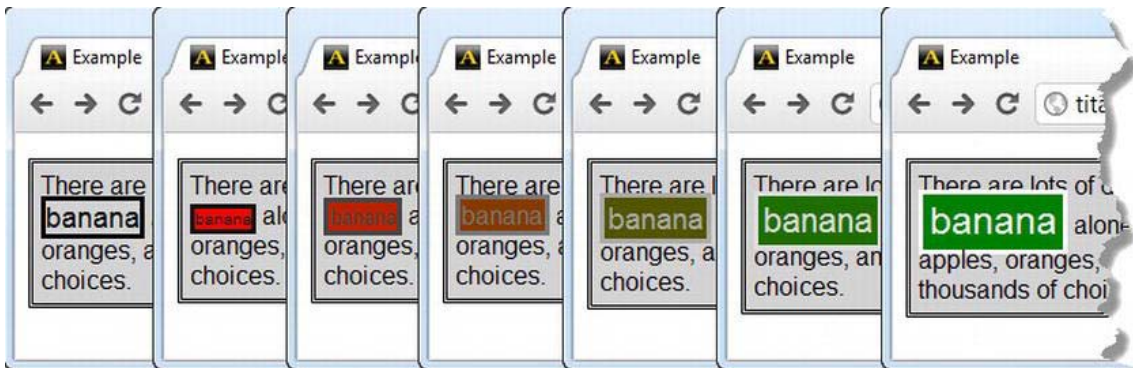 Example
There are
banana
oranges, a
choices.
Example
There are
banana alo
oranges,
choices.
Example
There are
banana a
oranges,
choices.
Example
There are
banana a
oranges, a
choices.
Example
There are l
banana
oranges, a
choices.
Example
There are lo
banana
oranges, an
choices.
Example
tita
There are lots of d
banana alone
apples, oranges,
thousands of choi